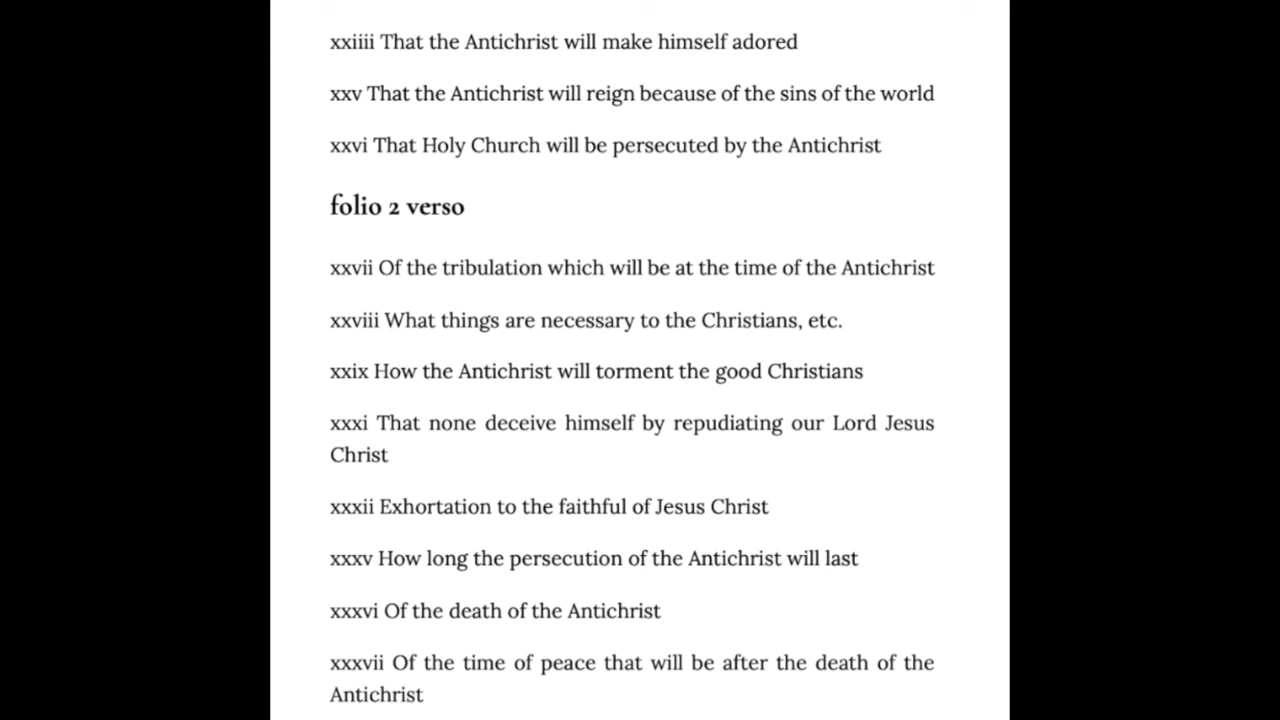 xxiiii That the Antichrist will make himself adored
xxv That the Antichrist will reign because of the sins of the world
xxvi That Holy Church will be persecuted by the Antichrist
folio 2 verso
xxvii Of the tribulation which will be at the time of the Antichrist
xxviii What things are necessary to the Christians, etc.
xxix How the Antichrist will torment the good Christians
xxxi That none deceive himself by repudiating our Lord Jesus
Christ
xxxii Exhortation to the faithful of Jesus Christ
xxxv How long the persecution of the Antichrist will last
xxxvi Of the death of the Antichrist
xxxvii Of the time of peace that will be after the death of the
Antichrist